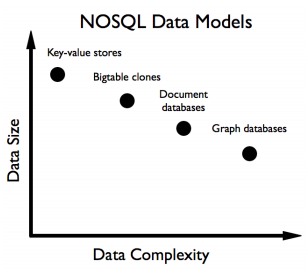 NOSQL Data Models
Key-value stores
Bigtable clones
Document
databases
Graph databases
Data Size
Data Complexity